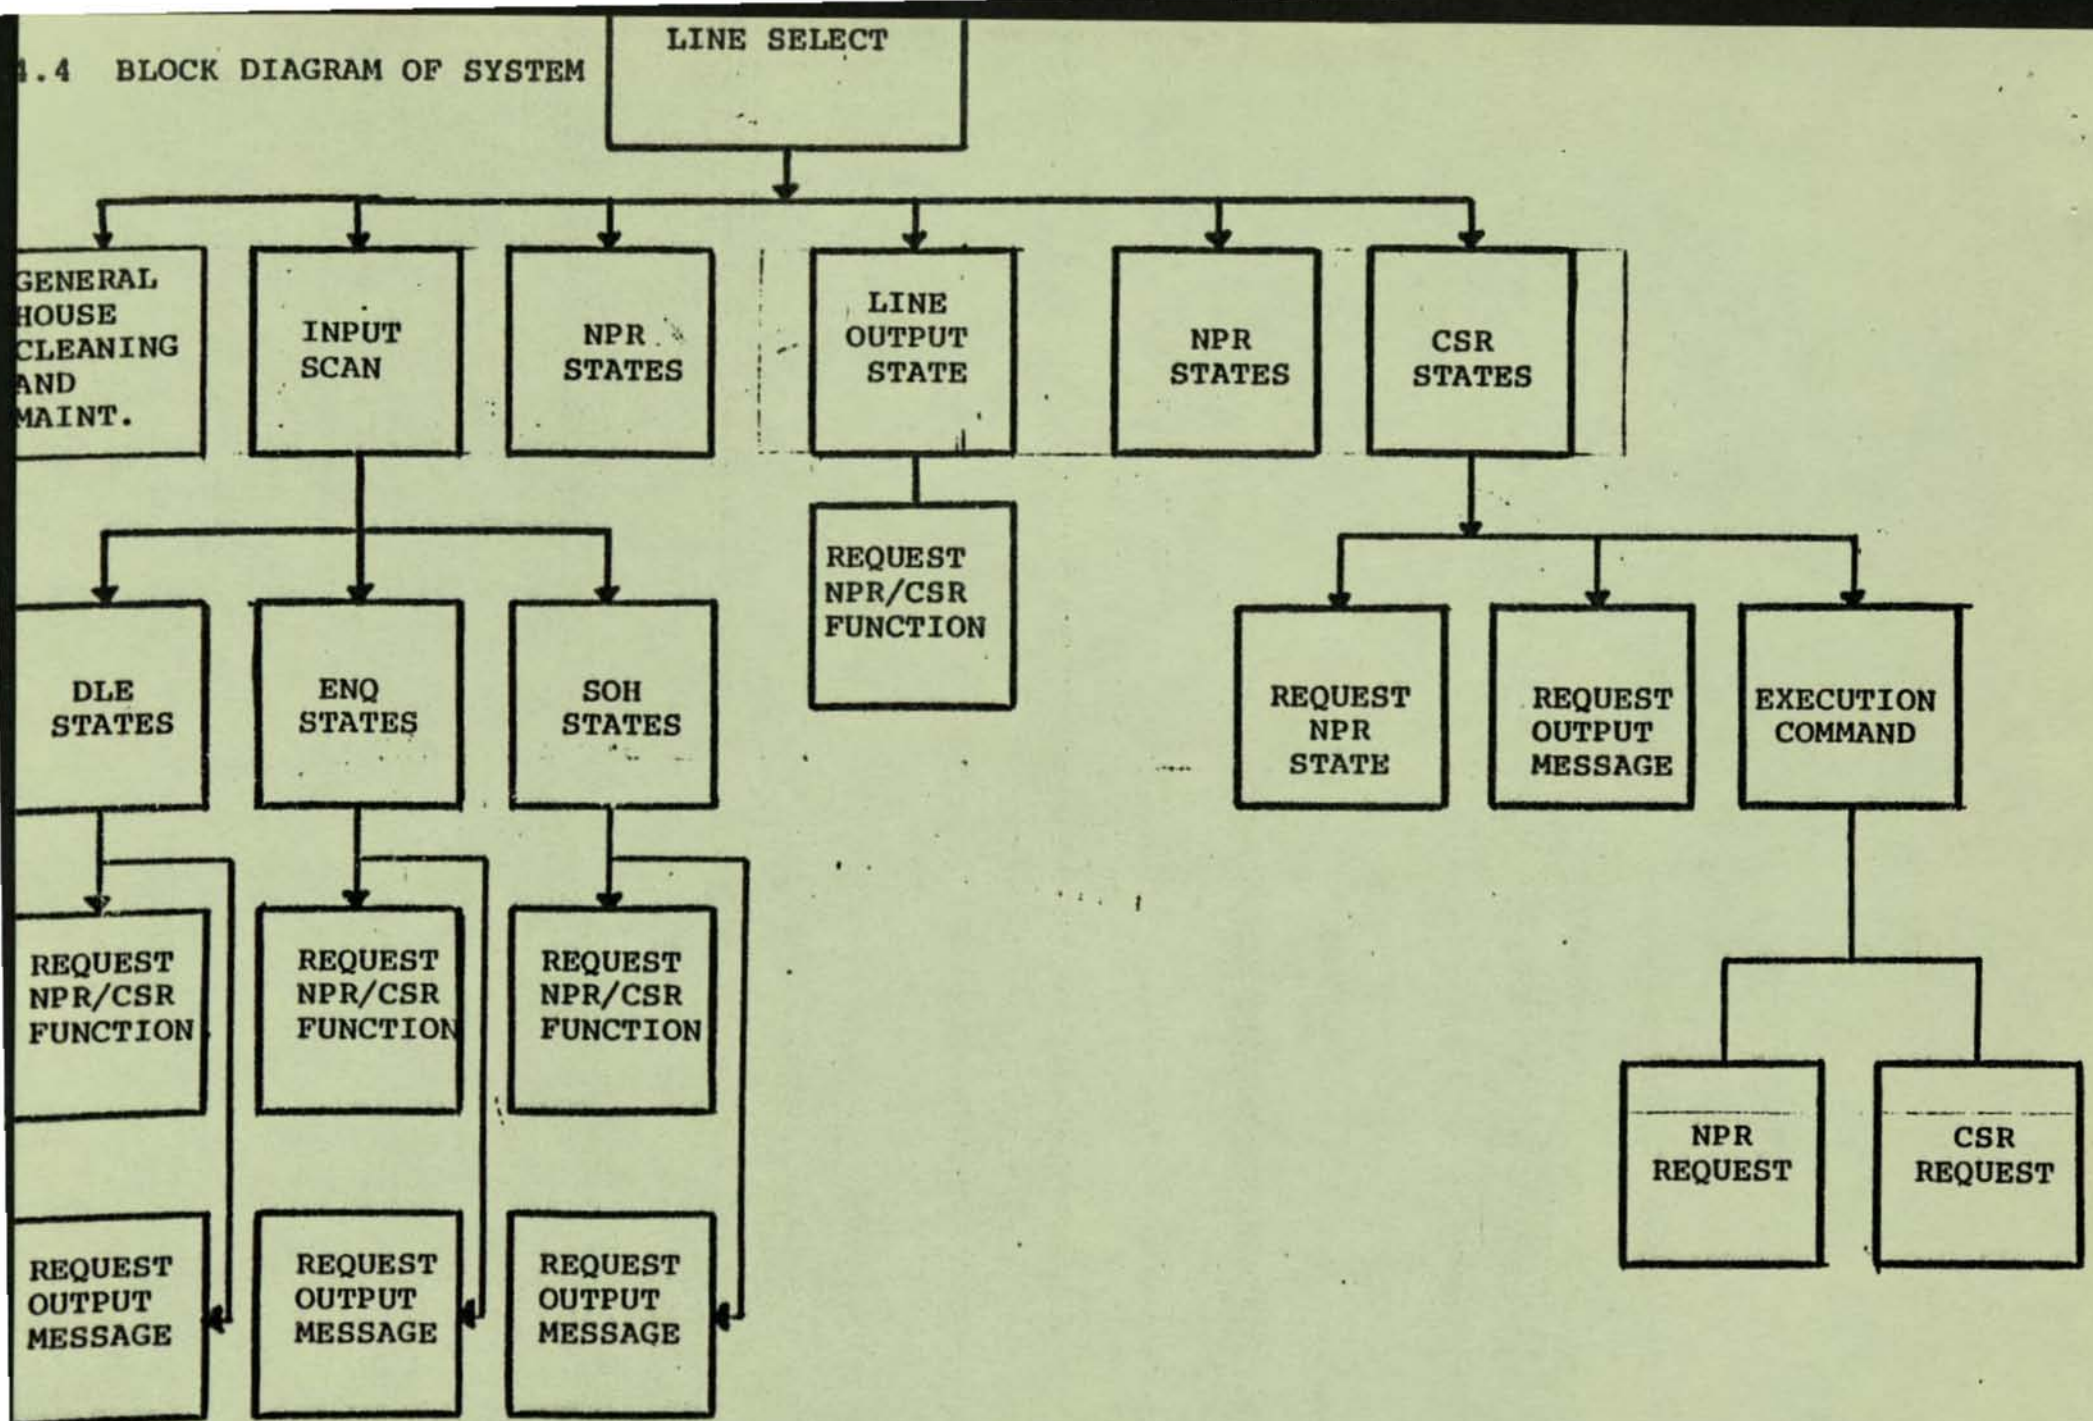 LINE SELECT
4.4 BLOCK DIAGRAM OF SYSTEM
GENERAL
HOUSE
CLEANING
AND
MAINT.
INPUT
SCAN
NPR
STATES
LINE
OUTPUT
STATE
NPR
STATES
CSR
STATES
REQUEST
NPR/CSR
FUNCTION
DLE
STATES
ENQ
STATES
SOH
STATES
REQUEST
NPR
STATE
REQUEST
OUTPUT
MESSAGE
EXECUTION
COMMAND
REQUEST
NPR/CSR
FUNCTION
REQUEST
NPR/CSR
FUNCTION
REQUEST
NPR/CSR
FUNCTION
NPR
REQUEST
CSR
REQUEST
REQUEST
OUTPUT
MESSAGE
REQUEST
OUTPUT
MESSAGE
REQUEST
OUTPUT
MESSAGE